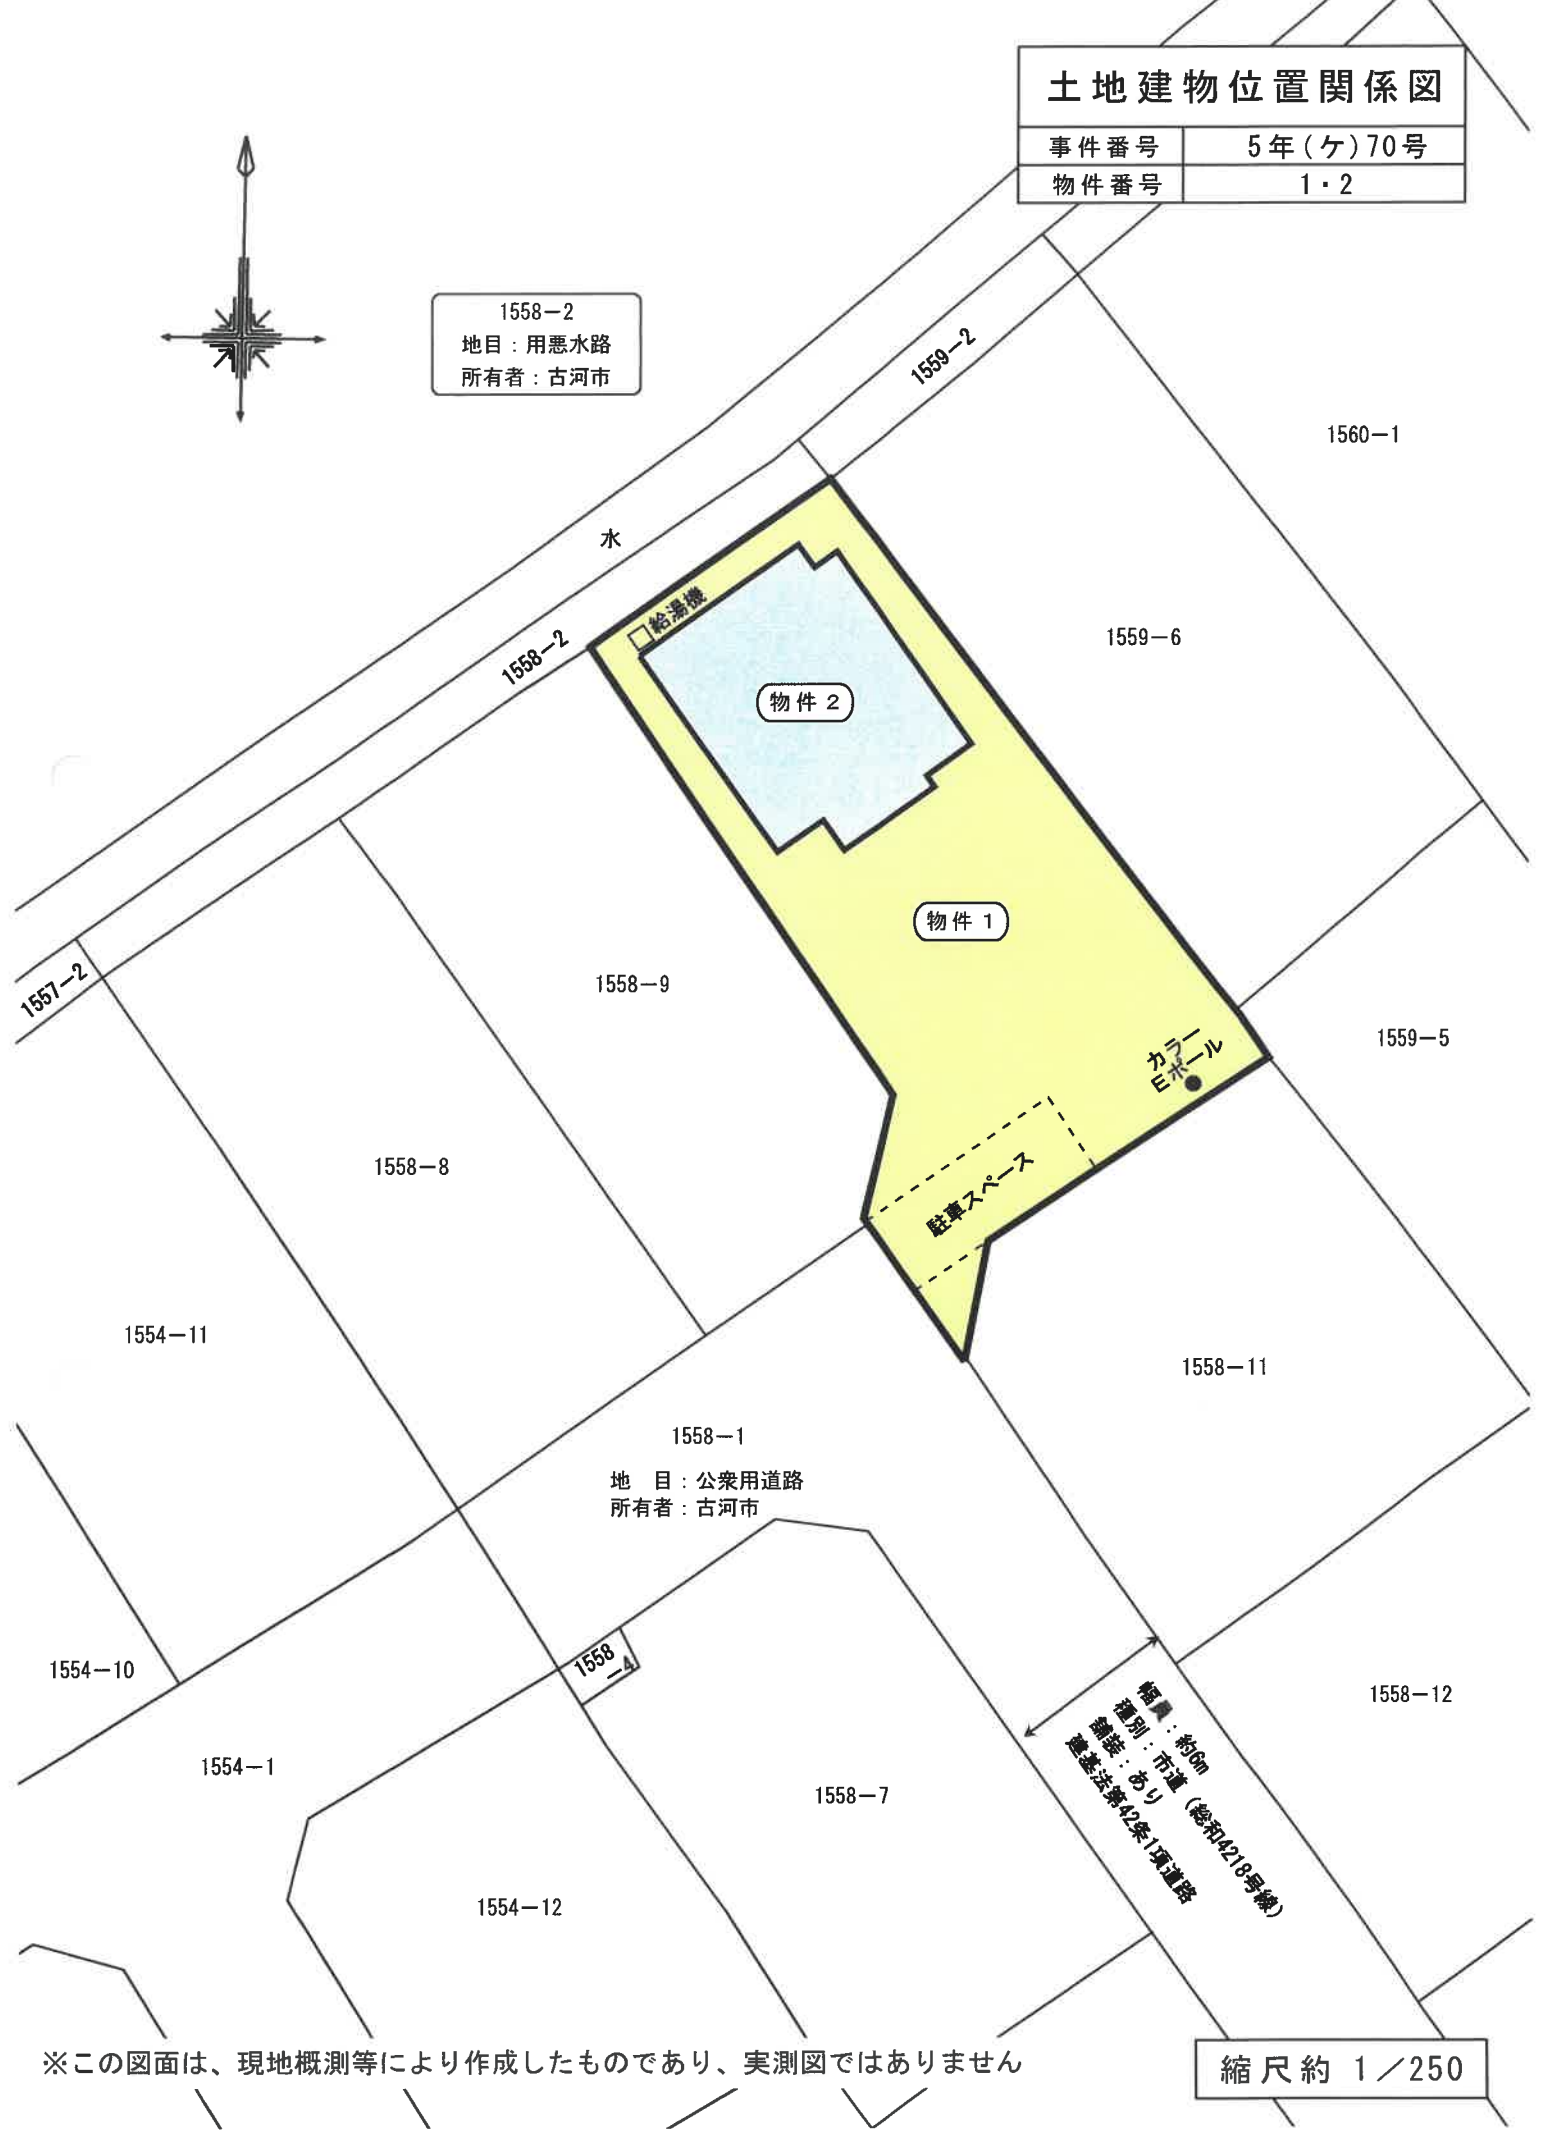 土地建物位置関係図
事件番号 5年(ケ)70号
物件番号 1・2
1558-2
地目：用悪水路
所有者：古河市
1559-2
1560-1
水
給湯機
1558-2
1559-6
物件 2
物件 1
1557-2
1558-9
1559-5
カラー
Eポール
1558-8
駐車スペース
1554-11
1558-11
1558-1
地　目：公衆用道路
所有者：古河市
1558
-4
1554-10
1558-12
幅員：約6m
種別：市道（総和4218号線）
舗装：あり
建基法第42条1項道路
1554-1
1558-7
1554-12
※この図面は、現地概測等により作成したものであり、実測図ではありません
縮尺約 1／250